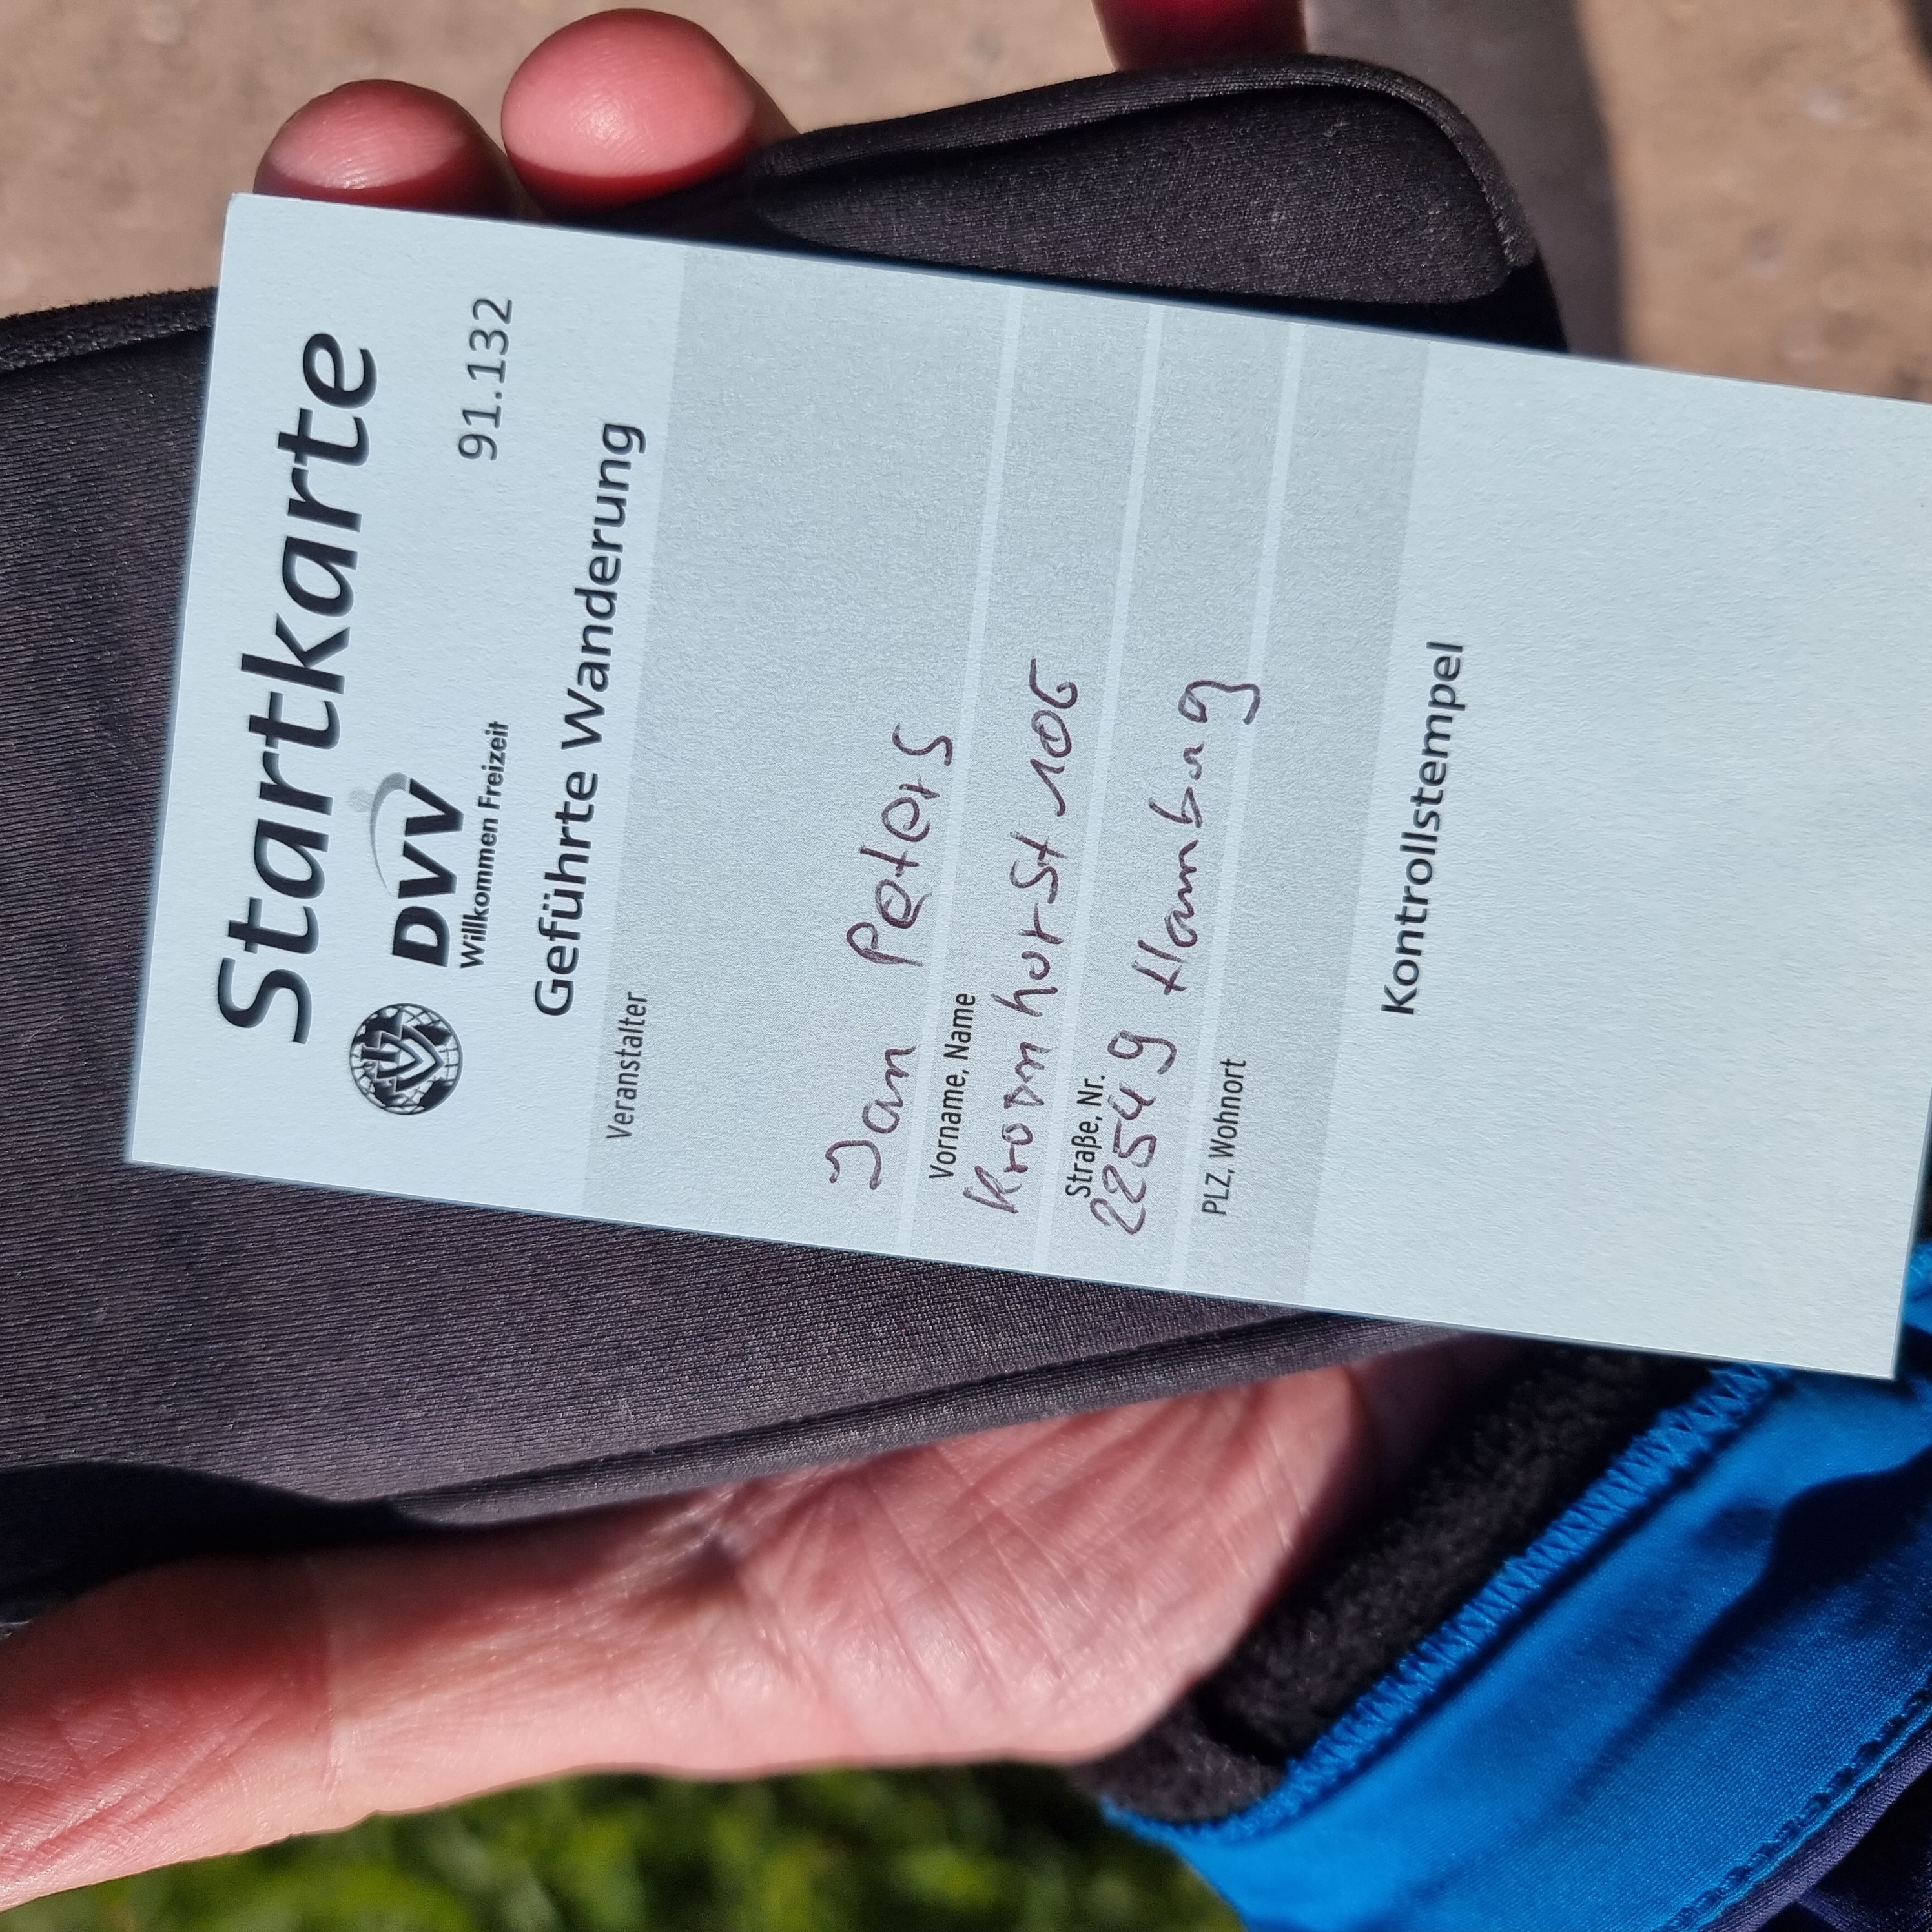 Startkarte
DVV
Willkommen Freizeit
91.132
Geführte Wanderung
Veranstalter
Jan Peters
Vorname, Name
106
Straße, Nr.
22549 Hamburg
PLZ, Wohnort
Kontrollstempel